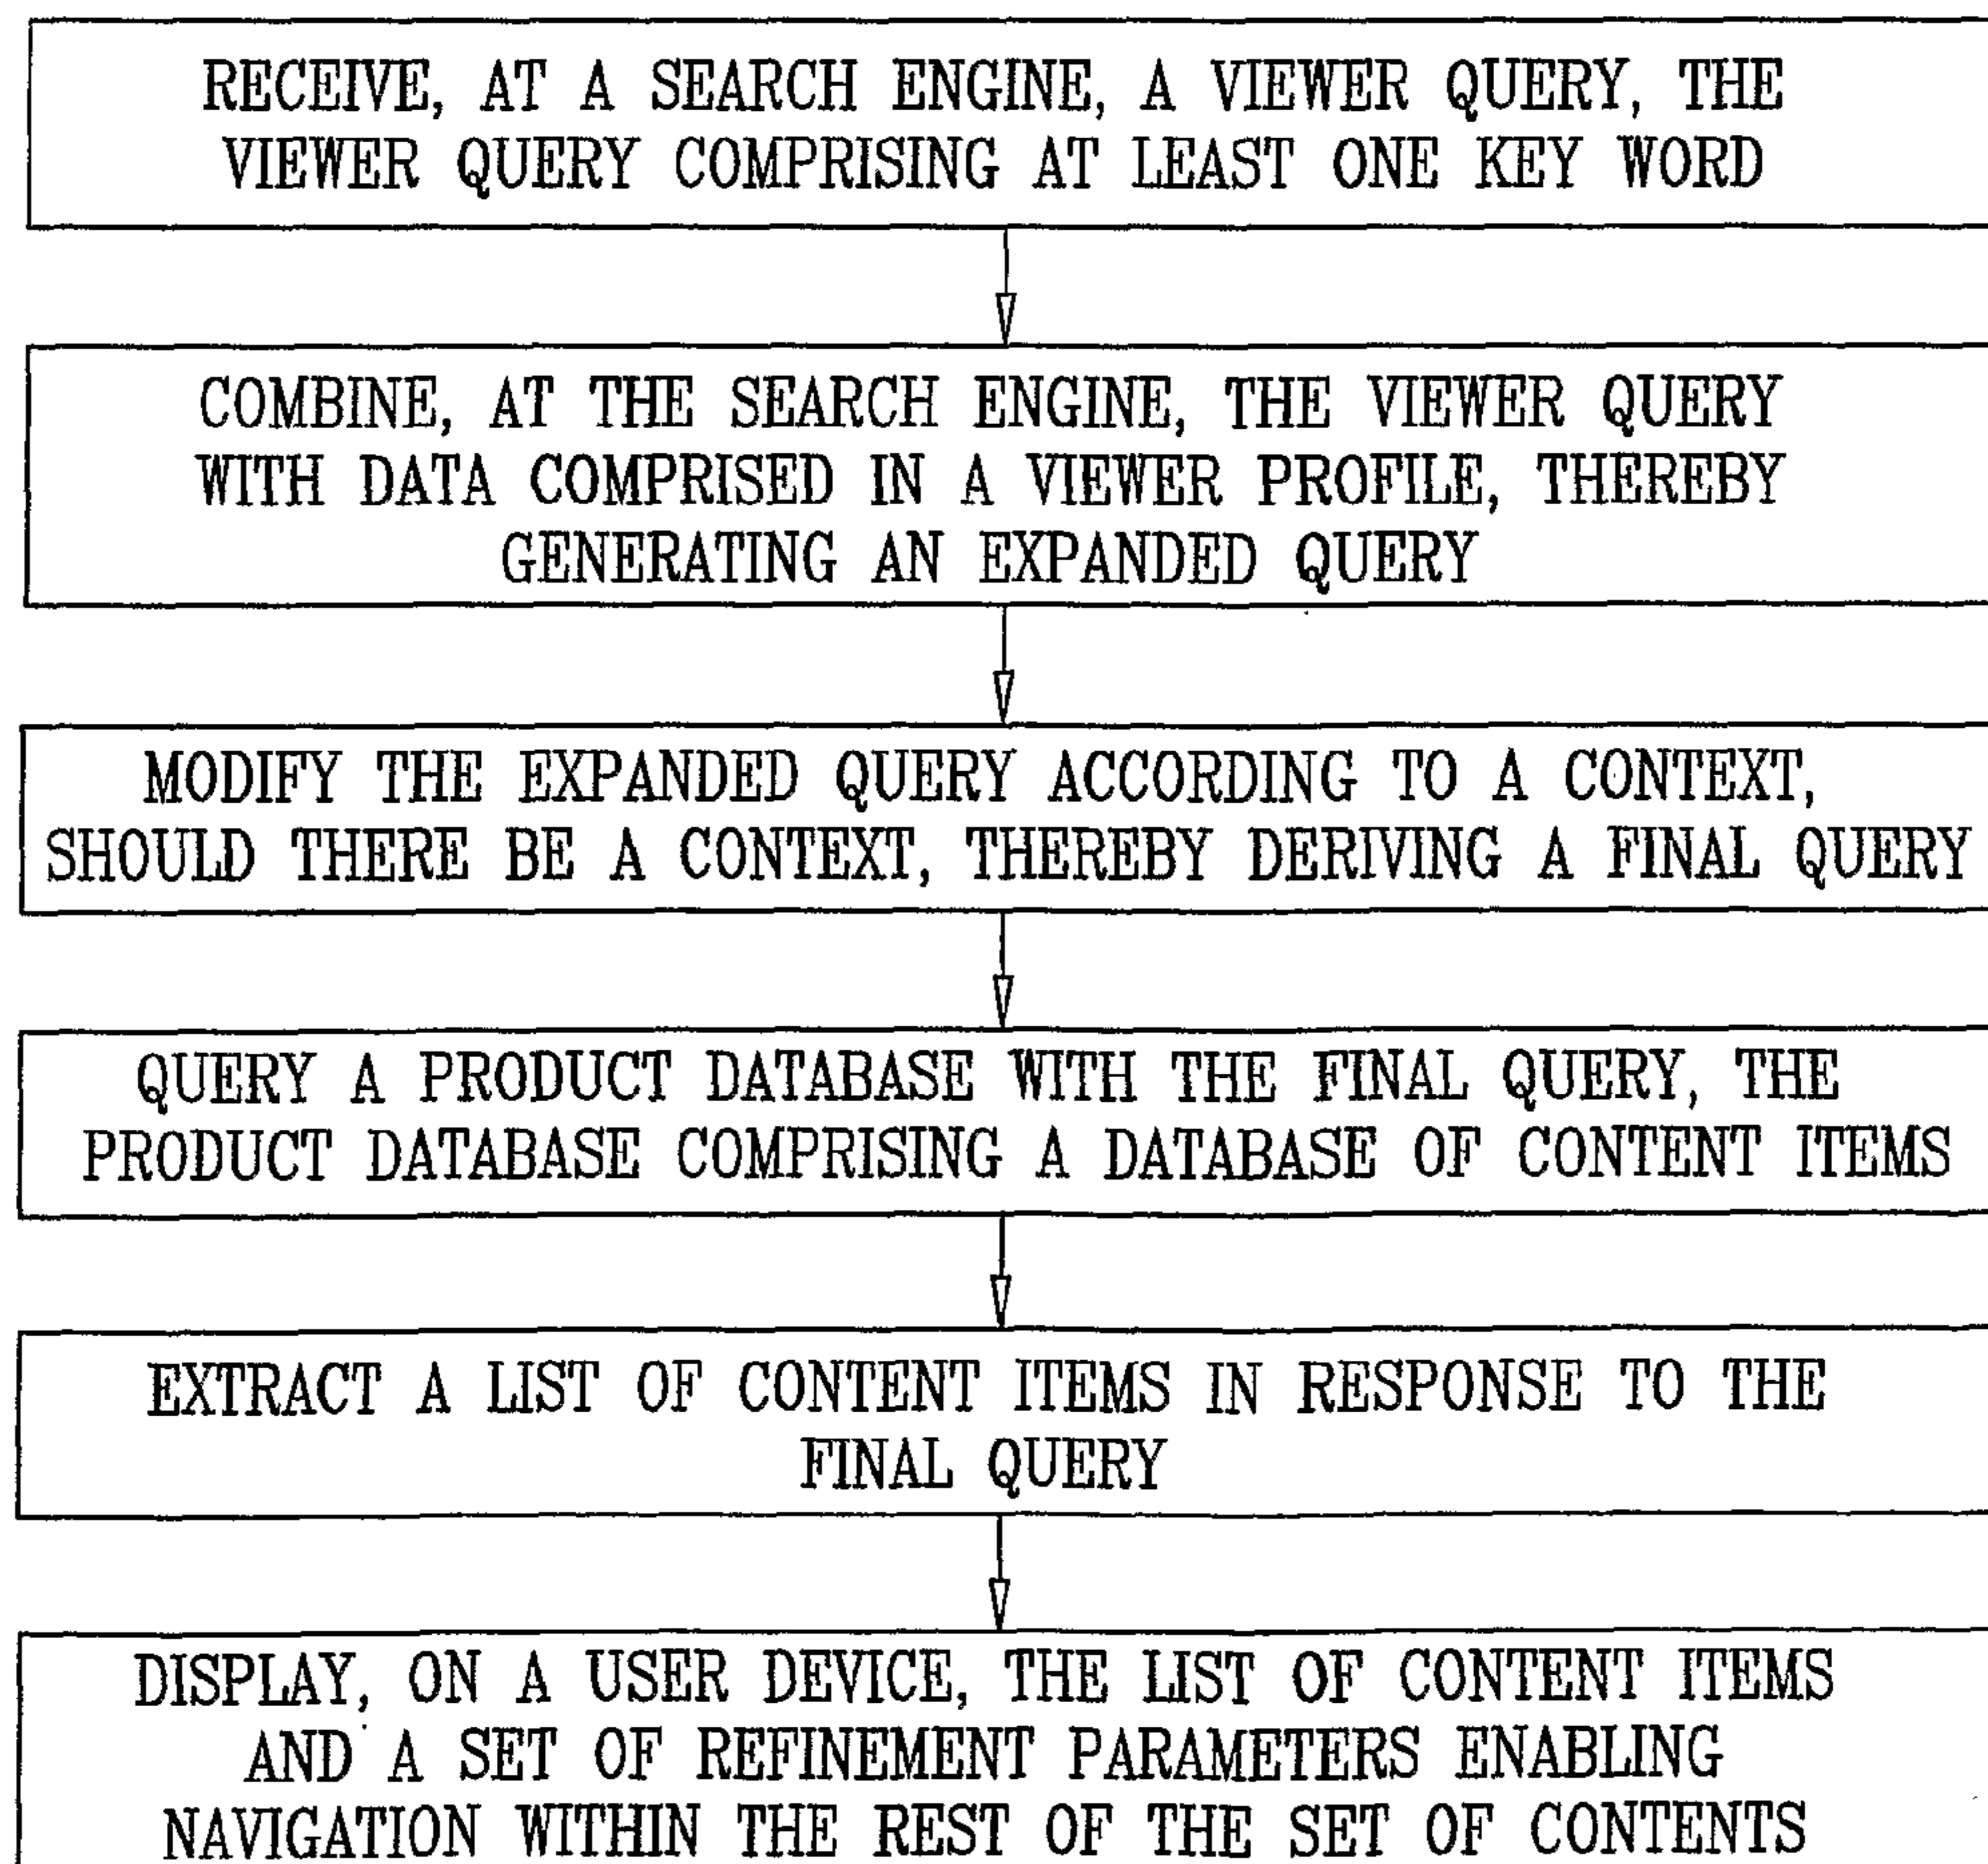 RECEIVE, AT A SEARCH ENGINE, A VIEWER QUERY, THE
VIEWER QUERY COMPRISING AT LEAST ONE KEY WORD
COMBINE, AT THE SEARCH ENGINE, THE VIEWER QUERY
WITH DATA COMPRISED IN A VIEWER PROFILE, THEREBY
GENERATING AN EXPANDED QUERY
MODIFY THE EXPANDED QUERY ACCORDING TO A CONTEXT,
SHOULD THERE BE A CONTEXT, THEREBY DERIVING A FINAL QUERY
QUERY A PRODUCT DATABASE WITH THE FINAL QUERY, THE
PRODUCT DATABASE COMPRISING A DATABASE OF CONTENT ITEMS
EXTRACT A LIST OF CONTENT ITEMS IN RESPONSE TO THE
FINAL QUERY
DISPLAY, ON A USER DEVICE, THE LIST OF CONTENT ITEMS
AND A SET OF REFINEMENT PARAMETERS ENABLING
NAVIGATION WITHIN THE REST OF THE SET OF CONTENTS